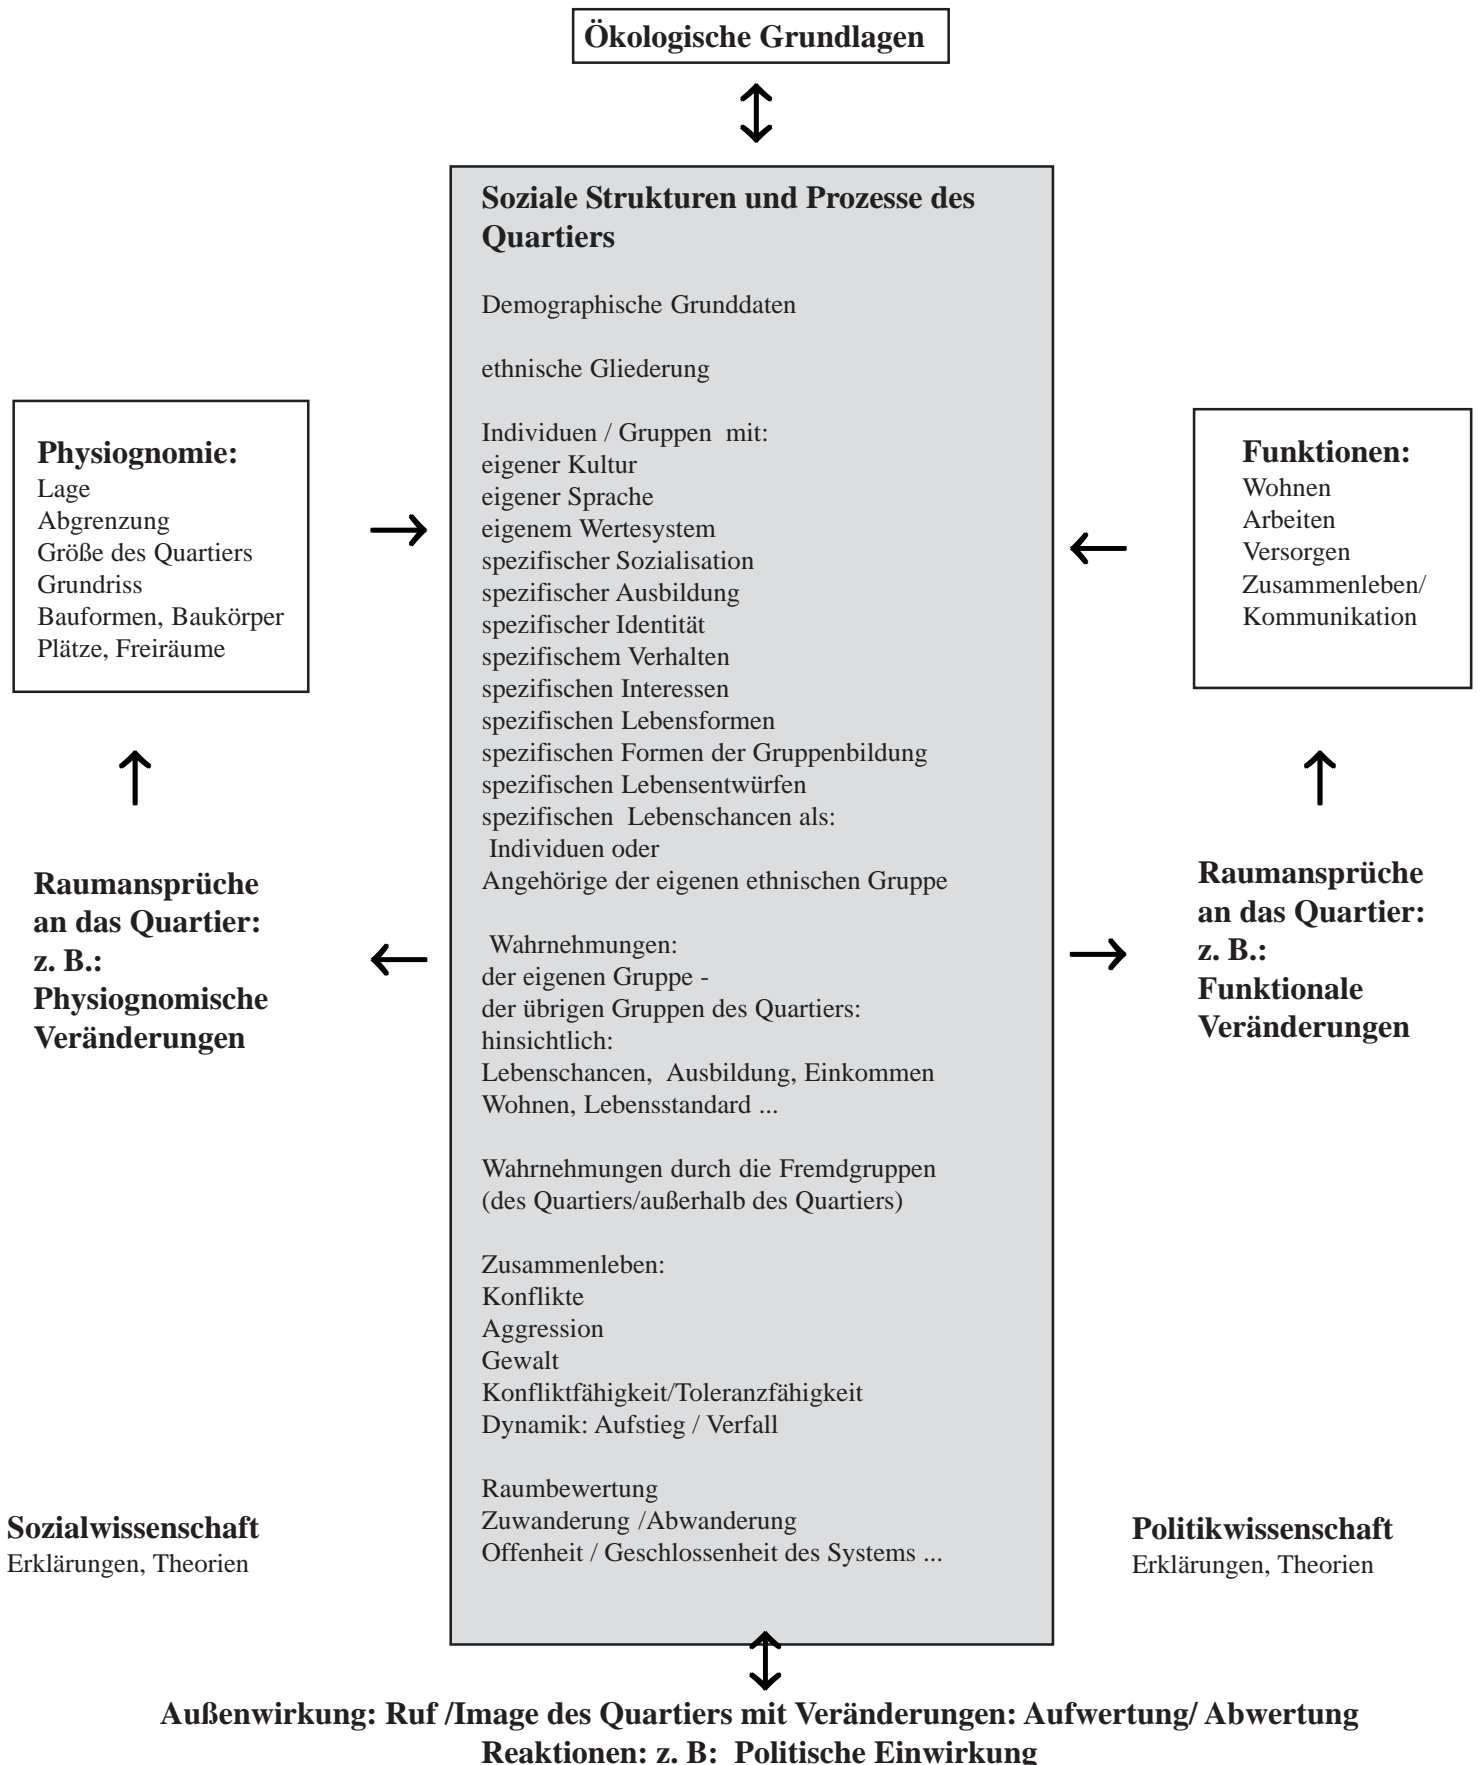 Ökologische Grundlagen
Soziale Strukturen und Prozesse des
Quartiers
Demographische Grunddaten
ethnische Gliederung
Individuen / Gruppen mit:
eigener Kultur
eigener Sprache
eigenem Wertesystem
spezifischer Sozialisation
spezifischer Ausbildung
spezifischer Identität
spezifischem Verhalten
spezifischen Interessen
spezifischen Lebensformen
spezifischen Formen der Gruppenbildung
spezifischen Lebensentwürfen
spezifischen Lebenschancen als:
Individuen oder
Angehörige der eigenen ethnischen Gruppe
Wahrnehmungen:
der eigenen Gruppe -
der übrigen Gruppen des Quartiers:
hinsichtlich:
Lebenschancen, Ausbildung, Einkommen
Wohnen, Lebensstandard ...
Wahrnehmungen durch die Fremdgruppen
(des Quartiers/außerhalb des Quartiers)
Zusammenleben:
Konflikte
Aggression
Gewalt
Konfliktfähigkeit/Toleranzfähigkeit
Dynamik: Aufstieg / Verfall
Raumbewertung
Zuwanderung /Abwanderung
Offenheit / Geschlossenheit des Systems ...
Physiognomie:
Lage
Abgrenzung
Größe des Quartiers
Grundriss
Bauformen, Baukörper
Plätze, Freiräume
Raumansprüche
an das Quartier:
z. B.:
Physiognomische
Veränderungen
Sozialwissenschaft
Erklärungen, Theorien
Funktionen:
Wohnen
Arbeiten
Versorgen
Zusammenleben/
Kommunikation
Raumansprüche
an das Quartier:
z. B.:
Funktionale
Veränderungen
Politikwissenschaft
Erklärungen, Theorien
Außenwirkung: Ruf /Image des Quartiers mit Veränderungen: Aufwertung/ Abwertung
Reaktionen: z. B: Politische Einwirkung